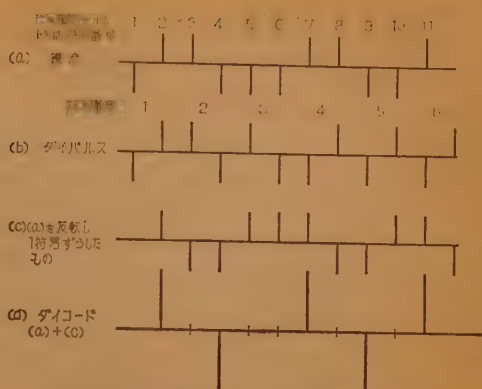 1 2 3 4 5 6 7 8 9 10 11
(a) 複流
1 2 3 4 5 6
(b) ダイパルス
(c)(a)を反転し
1符号ずらした
もの
(d) ダイコード
(a)+(c)